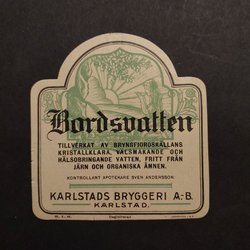 Bordsvatten
TILLVERKAT AV BRYNGFJORDSKÄLLANS
KRISTALLKLARA, VÄLSMAKANDE OCH
HÄLSOBRINGANDE VATTEN, FRITT FRÅN
JÄRN OCH ORGANISKA ÄMNEN.
KONTROLLANT APOTEKARE SVEN ANDERSSON.
KARLSTADS BRYGGERI A.-B.
KARLSTAD.